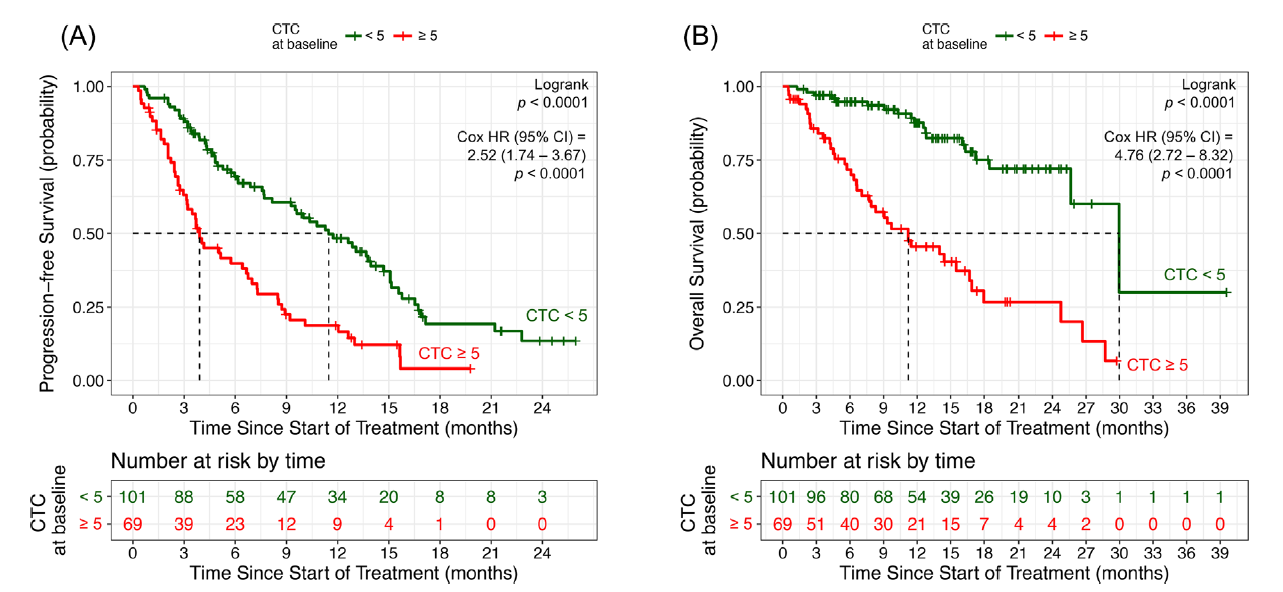 (A)
CTC
at baseline
< 5
≥ 5
Progression–free Survival (probability)
1.00
0.75
0.50
0.25
0.00
Logrank
p < 0.0001
Cox HR (95% CI) =
2.52 (1.74 – 3.67)
p < 0.0001
CTC < 5
CTC ≥ 5
0 3 6 9 12 15 18 21 24
Time Since Start of Treatment (months)
Number at risk by time
CTC
at baseline
< 5 101 88 58 47 34 20 8 8 3
≥ 5 69 39 23 12 9 4 1 0 0
0 3 6 9 12 15 18 21 24
Time Since Start of Treatment (months)
(B)
CTC
at baseline
< 5
≥ 5
Overall Survival (probability)
1.00
0.75
0.50
0.25
0.00
Logrank
p < 0.0001
Cox HR (95% CI) =
4.76 (2.72 – 8.32)
p < 0.0001
CTC < 5
CTC ≥ 5
0 3 6 9 12 15 18 21 24 27 30 33 36 39
Time Since Start of Treatment (months)
Number at risk by time
CTC
at baseline
< 5 101 96 80 68 54 39 26 19 10 3 1 1 1 1
≥ 5 69 51 40 30 21 15 7 4 4 2 0 0 0 0
0 3 6 9 12 15 18 21 24 27 30 33 36 39
Time Since Start of Treatment (months)